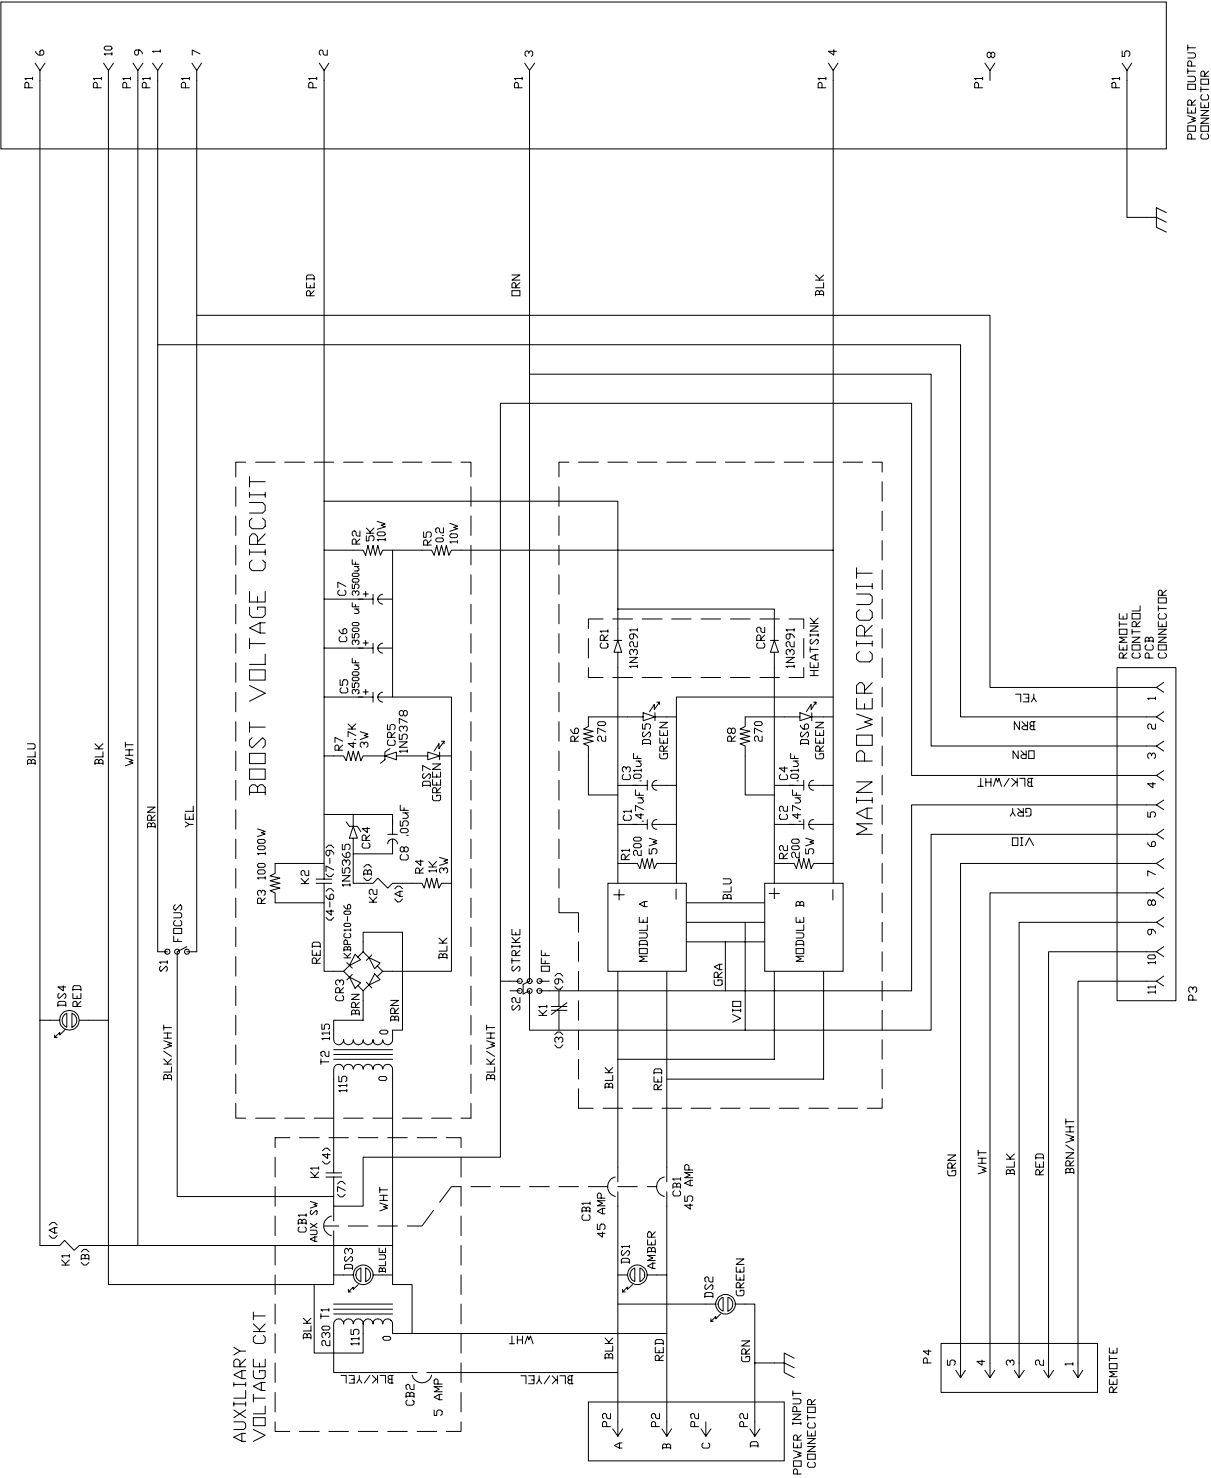 P1 6
P1 10
P1 9
P1 1
P1 7
P1 2
P1 3
P1 4
P1 8
P1 5
POWER OUTPUT
CONNECTOR
RED
ORN
BLK
BLU
BLK
WHT
BRN
YEL
BOOST VOLTAGE CIRCUIT
R2
5K
10W
R5
0.2
10W
C7
3500uF
+
C6
3500 uF
+
C5
3500uF
+
R7
4.7K
3W
CR5
1N5378
DS7
GREEN
R3 100 100W
K2
(7-9)
(4-6)
1N5365
CR4
C8 .05uF
(B)
K2
(A)
R4
1K
3W
RED
KBPC10-06
CR3
BRN
BRN
BLK
T2
115
0
115
0
S1
FOCUS
DS4
RED
BLK/WHT
BLK/WHT
STRIKE
S2
OFF
K1
(9)
(3)
MAIN POWER CIRCUIT
CR1
1N3291
CR2
1N3291
HEATSINK
R6
270
DS5
GREEN
R8
270
DS6
GREEN
C1
.47uF
C3
.01uF
C2
.47uF
C4
.01uF
R1
200
5W
R2
200
5W
+
MODULE A
-
+
MODULE B
-
BLU
GRA
VIO
BLK
RED
REMOTE
CONTROL
PCB
CONNECTOR
YEL
BRN
ORN
BLK/WHT
GRY
VIO
1
2
3
4
5
6
7
8
9
10
11
P3
GRN
WHT
BLK
RED
BRN/WHT
P4
5
4
3
2
1
REMOTE
K1
(4)
(7)
CB1
AUX SW
WHT
CB1
45 AMP
CB1
45 AMP
(A)
K1
(B)
DS3
BLUE
DS1
AMBER
DS2
GREEN
AUXILIARY
VOLTAGE CKT
BLK
230 T1
115
0
WHT
BLK/YEL
CB2
5 AMP
BLK/YEL
BLK
RED
GRN
P2
A
P2
B
P2
C
P2
D
POWER INPUT
CONNECTOR